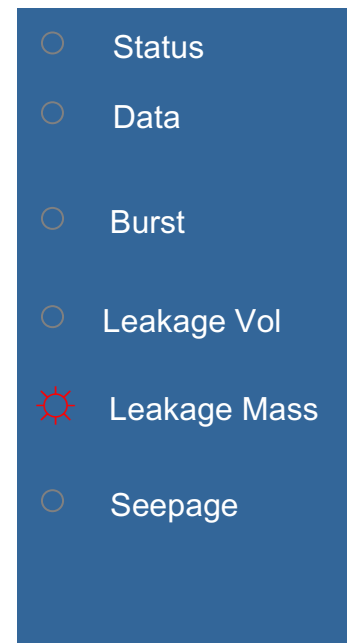 Status
Data
Burst
Leakage Vol
Leakage Mass
Seepage